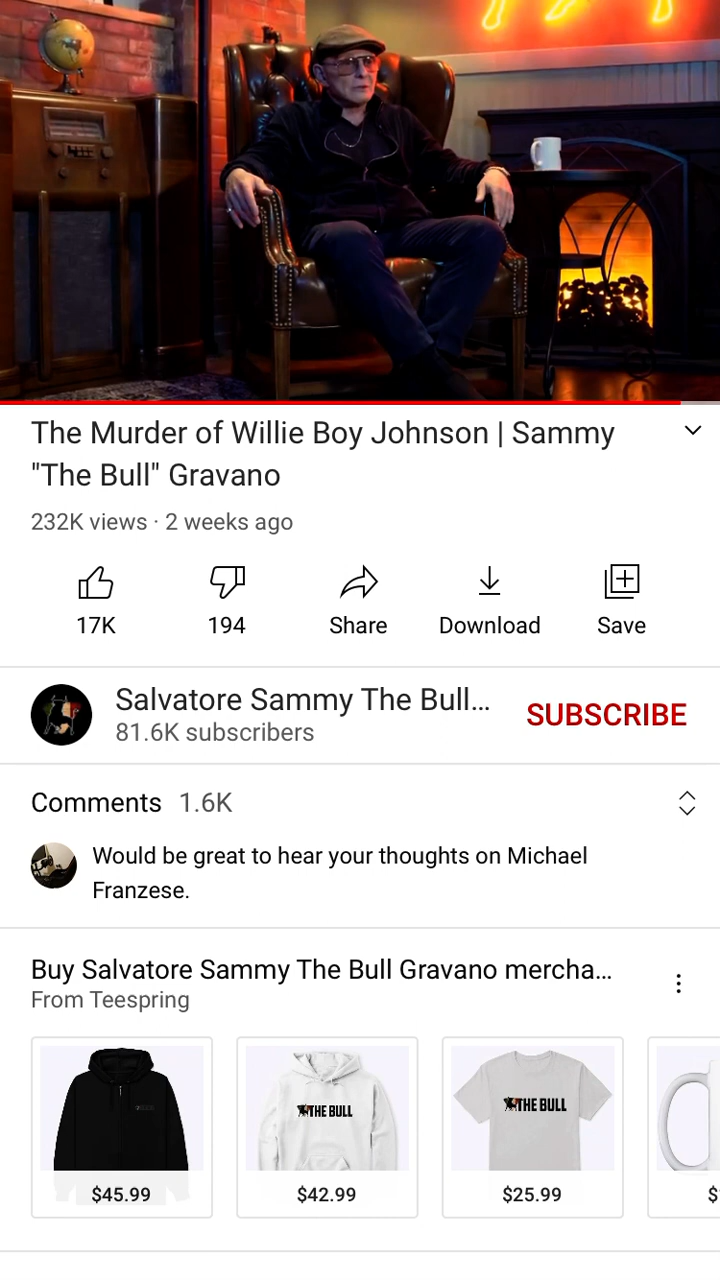 The Murder of Willie Boy Johnson | Sammy
"The Bull" Gravano
232K views · 2 weeks ago
17K
194
Share
Download
Save
Salvatore Sammy The Bull...
81.6K subscribers
SUBSCRIBE
Comments 1.6K
Would be great to hear your thoughts on Michael
Franzese.
Buy Salvatore Sammy The Bull Gravano mercha...
From Teespring
THE BULL
THE BULL
$45.99
$42.99
$25.99
$